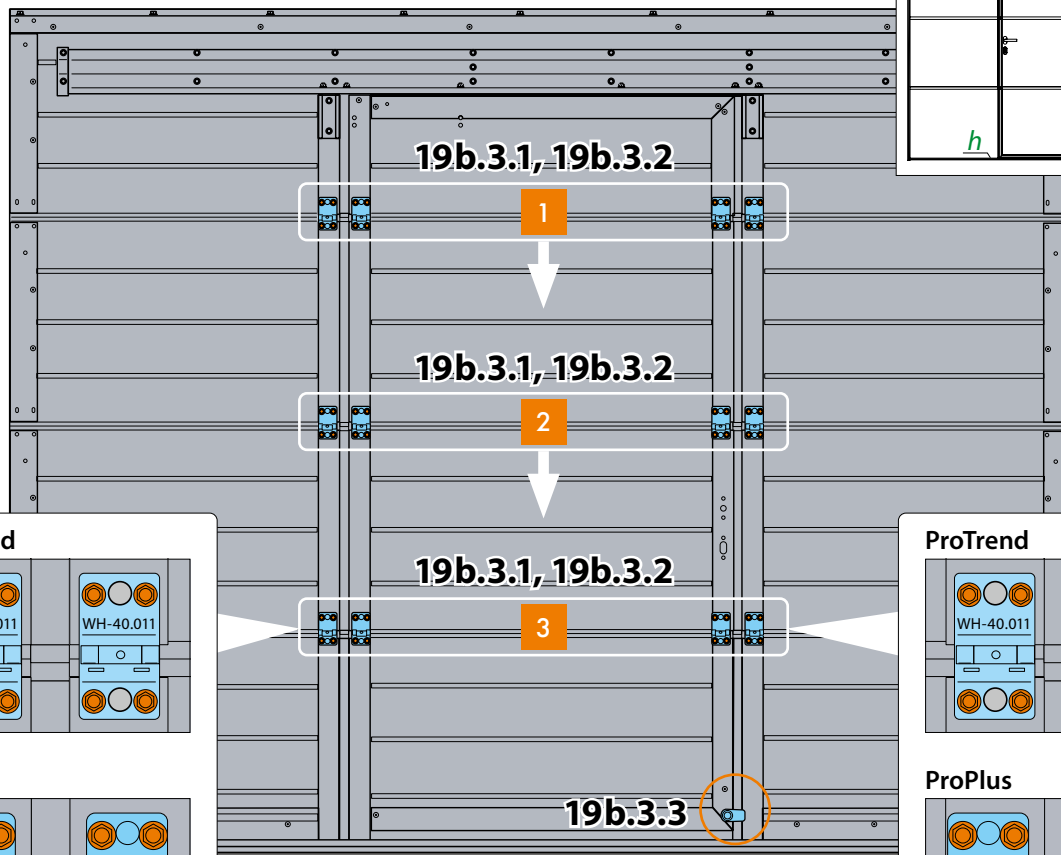 h
19b.3.1, 19b.3.2
1
19b.3.1, 19b.3.2
2
19b.3.1, 19b.3.2
3
d
011
WH-40.011
ProTrend
WH-40.011
ProPlus
19b.3.3